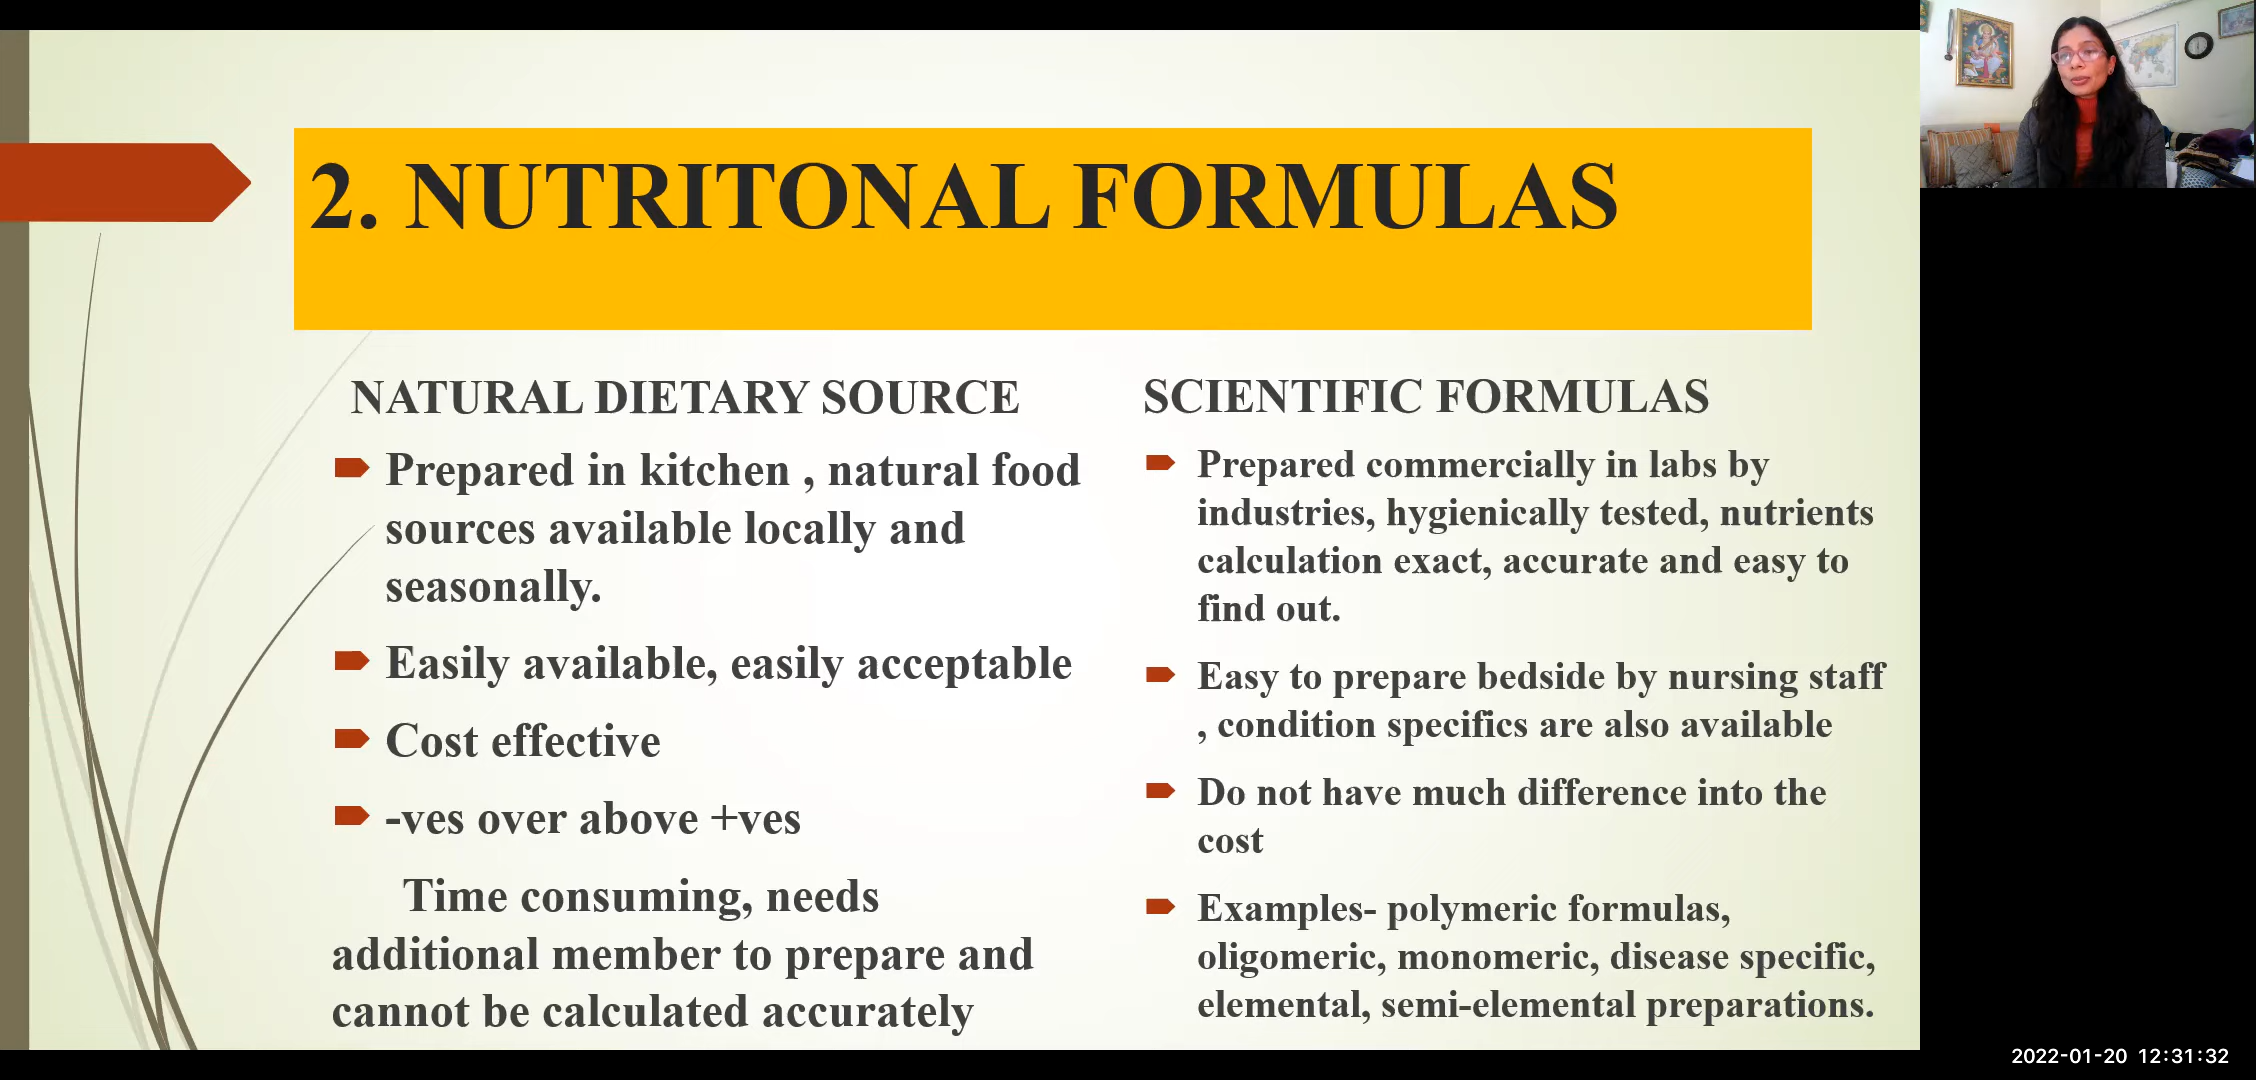 2. NUTRITONAL FORMULAS
NATURAL DIETARY SOURCE
Prepared in kitchen , natural food
sources available locally and
seasonally.
Easily available, easily acceptable
Cost effective
-ves over above +ves
Time consuming, needs
additional member to prepare and
cannot be calculated accurately
SCIENTIFIC FORMULAS
Prepared commercially in labs by
industries, hygienically tested, nutrients
calculation exact, accurate and easy to
find out.
Easy to prepare bedside by nursing staff
, condition specifics are also available
Do not have much difference into the
cost
Examples- polymeric formulas,
oligomeric, monomeric, disease specific,
elemental, semi-elemental preparations.
2022-01-20 12:31:32